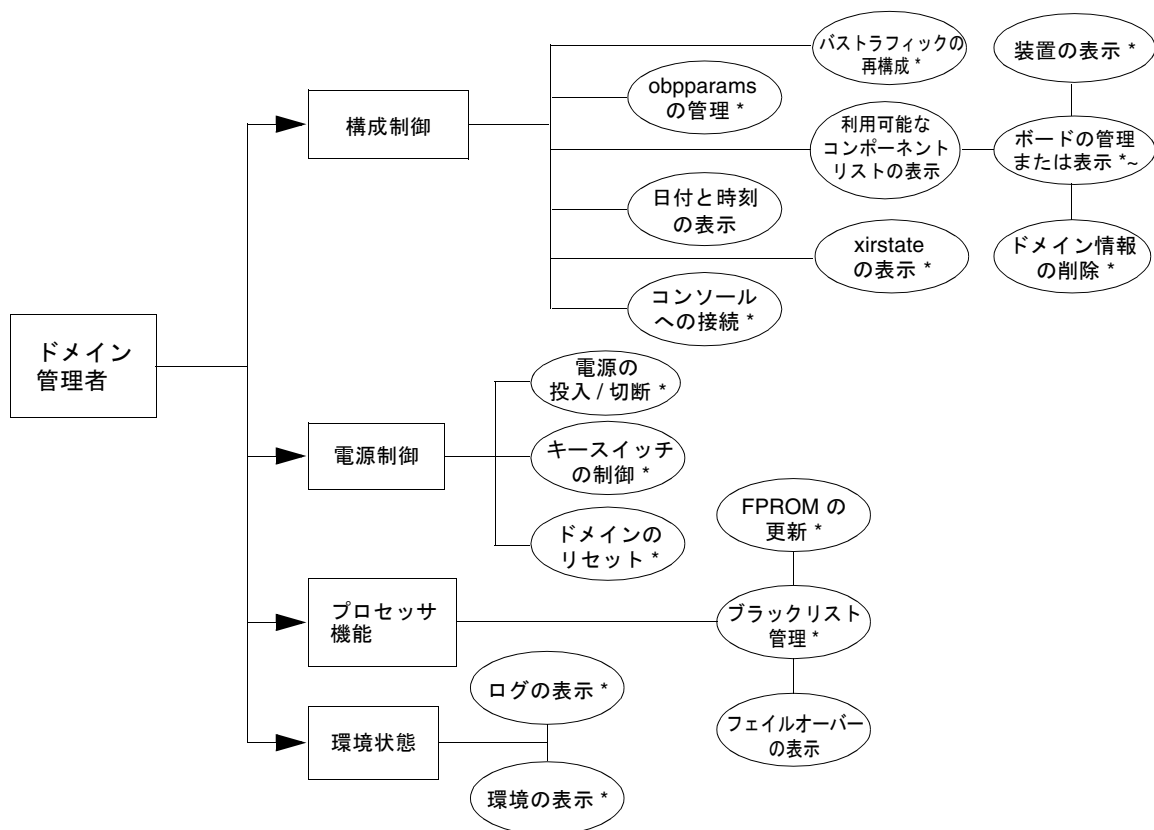 ドメイン
管理者
構成制御
バストラフィックの
再構成 *
obpparams
の管理 *
利用可能な
コンポーネント
リストの表示
装置の表示 *
ボードの管理
または表示 *~
ドメイン情報
の削除 *
日付と時刻
の表示
xirstate
の表示 *
コンソール
への接続 *
電源制御
電源の
投入 / 切断 *
キースイッチ
の制御 *
ドメインの
リセット *
プロセッサ
機能
FPROM の
更新 *
ブラックリスト
管理 *
フェイルオーバー
の表示
環境状態
ログの表示 *
環境の表示 *